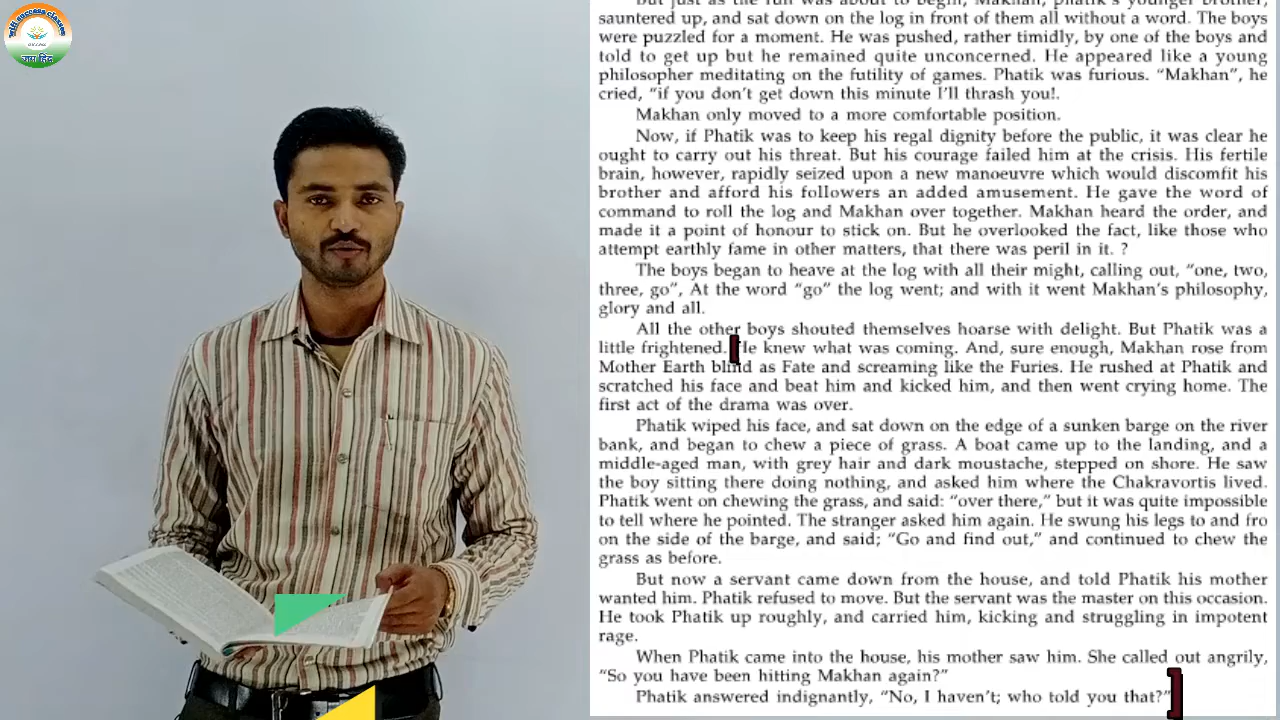 will success classes
जय हिंद
But just as the fun was about to begin, Makhan, phatik's younger brother,
sauntered up, and sat down on the log in front of them all without a word. The boys
were puzzled for a moment. He was pushed, rather timidly, by one of the boys and
told to get up but he remained quite unconcerned. He appeared like a young
philosopher meditating on the futility of games. Phatik was furious. “Makhan”, he
cried, “if you don't get down this minute I'll thrash you!.
Makhan only moved to a more comfortable position.
Now, if Phatik was to keep his regal dignity before the public, it was clear he
ought to carry out his threat. But his courage failed him at the crisis. His fertile
brain, however, rapidly seized upon a new manoeuvre which would discomfit his
brother and afford his followers an added amusement. He gave the word of
command to roll the log and Makhan over together. Makhan heard the order, and
made it a point of honour to stick on. But he overlooked the fact, like those who
attempt earthly fame in other matters, that there was peril in it. ?
The boys began to heave at the log with all their might, calling out, “one, two,
three, go”, At the word “go” the log went; and with it went Makhan's philosophy,
glory and all.
All the other boys shouted themselves hoarse with delight. But Phatik was a
little frightened. [He knew what was coming. And, sure enough, Makhan rose from
Mother Earth blind as Fate and screaming like the Furies. He rushed at Phatik and
scratched his face and beat him and kicked him, and then went crying home. The
first act of the drama was over.
Phatik wiped his face, and sat down on the edge of a sunken barge on the river
bank, and began to chew a piece of grass. A boat came up to the landing, and a
middle-aged man, with grey hair and dark moustache, stepped on shore. He saw
the boy sitting there doing nothing, and asked him where the Chakravortis lived.
Phatik went on chewing the grass, and said: “over there,” but it was quite impossible
to tell where he pointed. The stranger asked him again. He swung his legs to and fro
on the side of the barge, and said; “Go and find out,” and continued to chew the
grass as before.
But now a servant came down from the house, and told Phatik his mother
wanted him. Phatik refused to move. But the servant was the master on this occasion.
He took Phatik up roughly, and carried him, kicking and struggling in impotent
rage.
When Phatik came into the house, his mother saw him. She called out angrily,
“So you have been hitting Makhan again?”
Phatik answered indignantly, “No, I haven't; who told you that?”]